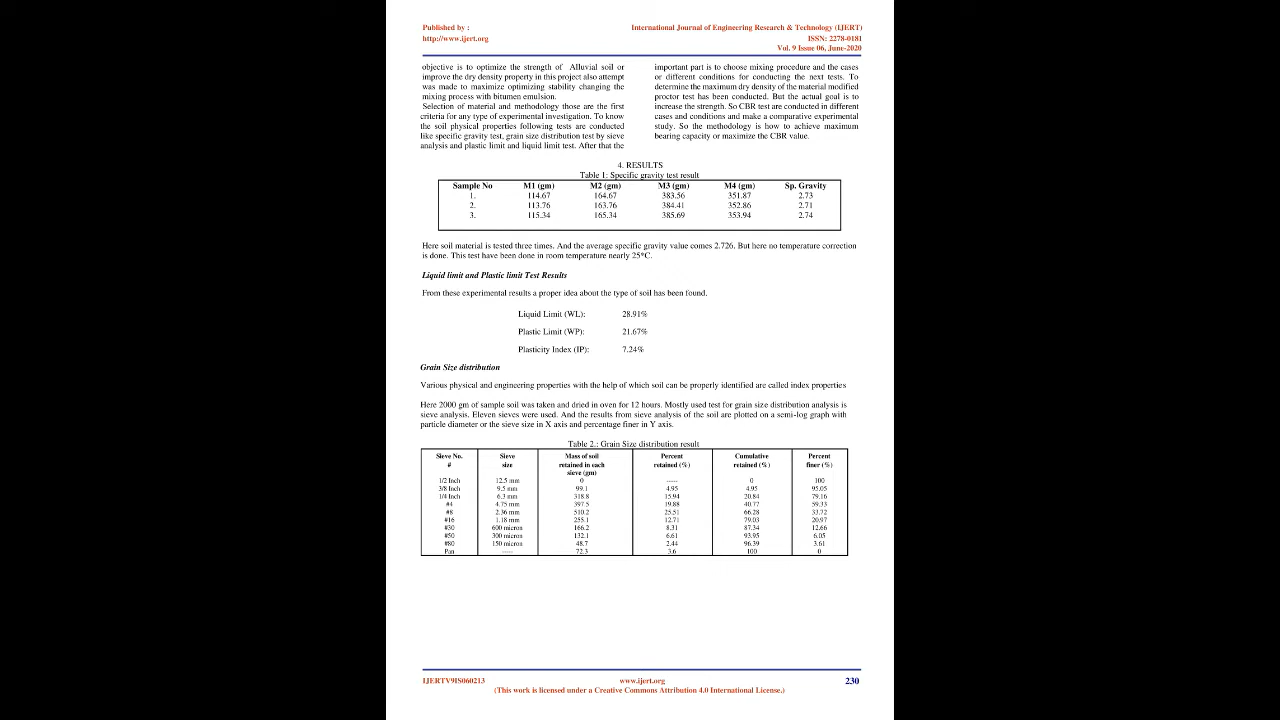 Published by :
http://www.ijert.org
International Journal of Engineering Research & Technology (IJERT)
ISSN: 2278-0181
Vol. 9 Issue 06, June-2020
objective is to optimize the strength of Alluvial soil or
improve the dry density property in this project also attempt
was made to maximize optimizing stability changing the
mixing process with bitumen emulsion.
Selection of material and methodology those are the first
criteria for any type of experimental investigation. To know
the soil physical properties following tests are conducted
like specific gravity test, grain size distribution test by sieve
analysis and plastic limit and liquid limit test. After that the
important part is to choose mixing procedure and the cases
or different conditions for conducting the next tests. To
determine the maximum dry density of the material modified
proctor test has been conducted. But the actual goal is to
increase the strength. So CBR test are conducted in different
cases and conditions and make a comparative experimental
study. So the methodology is how to achieve maximum
bearing capacity or maximize the CBR value.
4. RESULTS
Table 1: Specific gravity test result
Sample No M1 (gm) M2 (gm) M3 (gm) M4 (gm) Sp. Gravity
1. 114.67 164.67 383.56 351.87 2.73
2. 113.76 163.76 384.41 352.86 2.71
3. 115.34 165.34 385.69 353.94 2.74
Here soil material is tested three times. And the average specific gravity value comes 2.726. But here no temperature correction
is done. This test have been done in room temperature nearly 25°C.
Liquid limit and Plastic limit Test Results
From these experimental results a proper idea about the type of soil has been found.
Liquid Limit (WL): 28.91%
Plastic Limit (WP): 21.67%
Plasticity Index (IP): 7.24%
Grain Size distribution
Various physical and engineering properties with the help of which soil can be properly identified are called index properties
Here 2000 gm of sample soil was taken and dried in oven for 12 hours. Mostly used test for grain size distribution analysis is
sieve analysis. Eleven sieves were used. And the results from sieve analysis of the soil are plotted on a semi-log graph with
particle diameter or the sieve size in X axis and percentage finer in Y axis.
Table 2.: Grain Size distribution result
Sieve No. Sieve Mass of soil Percent Cumulative Percent
# size retained in each retained (%) retained (%) finer (%)
sieve (gm)
1/2 Inch 12.5 mm 0 ----- 0 100
3/8 Inch 9.5 mm 99.1 4.95 4.95 95.05
1/4 Inch 6.3 mm 318.8 15.94 20.84 79.16
#4 4.75 mm 397.5 19.88 40.77 59.33
#8 2.36 mm 510.2 25.51 66.28 33.72
#16 1.18 mm 255.1 12.71 79.03 20.97
#30 600 micron 166.2 8.31 87.34 12.66
#50 300 micron 132.1 6.61 93.95 6.05
#80 150 micron 48.7 2.44 96.39 3.61
Pan ----- 72.3 3.6 100 0
IJERTV9IS060213
www.ijert.org
230
(This work is licensed under a Creative Commons Attribution 4.0 International License.)